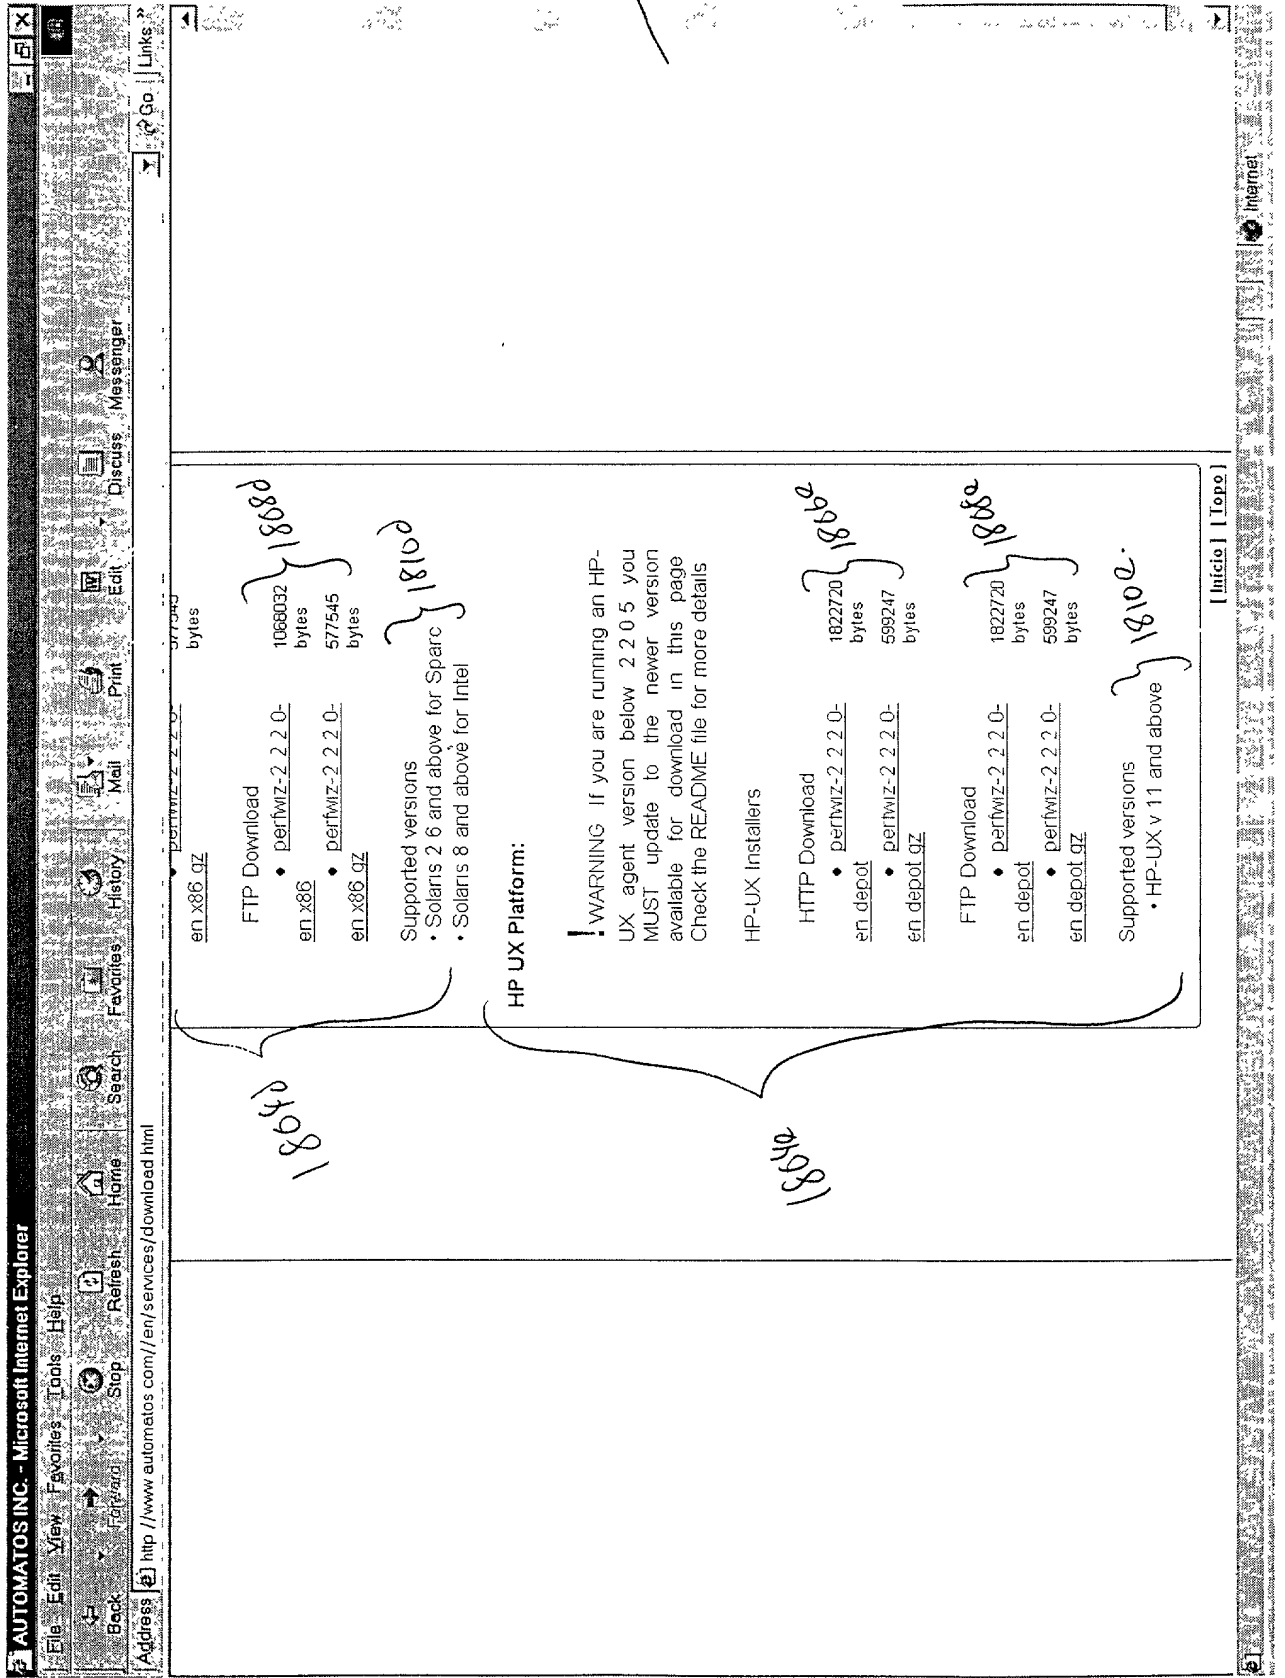 AUTOMATOS INC. - Microsoft Internet Explorer
File Edit View Favorites Tools Help
Back Forward Stop Refresh Home Search Favorites History Mail Print Edit Discuss Messenger
Address http //www automatos com//en/services/download html Go Links »
• perfwiz-2 2 2 0- 577545
en x86 gz bytes
FTP Download
• perfwiz-2 2 2 0- 1068032
en x86 bytes
1808d
• perfwiz-2 2 2 0- 577545
en x86 gz bytes
Supported versions
• Solaris 2 6 and above for Sparc
• Solaris 8 and above for Intel
1810d
1804d
HP UX Platform:
! WARNING If you are running an HP-
UX agent version below 2 2 0 5 you
MUST update to the newer version
available for download in this page
Check the README file for more details
HP-UX Installers
HTTP Download
• perfwiz-2 2 2 0- 1822720
en depot bytes
1806e
• perfwiz-2 2 2 0- 599247
en depot gz bytes
1804e
FTP Download
• perfwiz-2 2 2 0- 1822720
en depot bytes
1808e
• perfwiz-2 2 2 0- 599247
en depot gz bytes
Supported versions
• HP-UX v 11 and above
1810e.
[ Início ] [ Topo ]
Internet